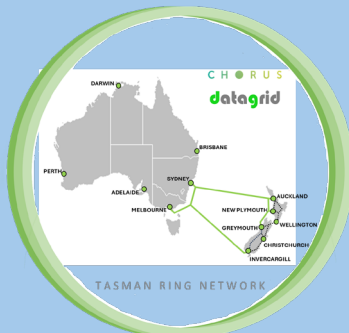 CHORUS
datagrid
DARWIN
BRISBANE
PERTH
SYDNEY
ADELAIDE
MELBOURNE
AUCKLAND
NEW PLYMOUTH
WELLINGTON
GREYMOUTH
CHRISTCHURCH
INVERCARGILL
TASMAN RING NETWORK